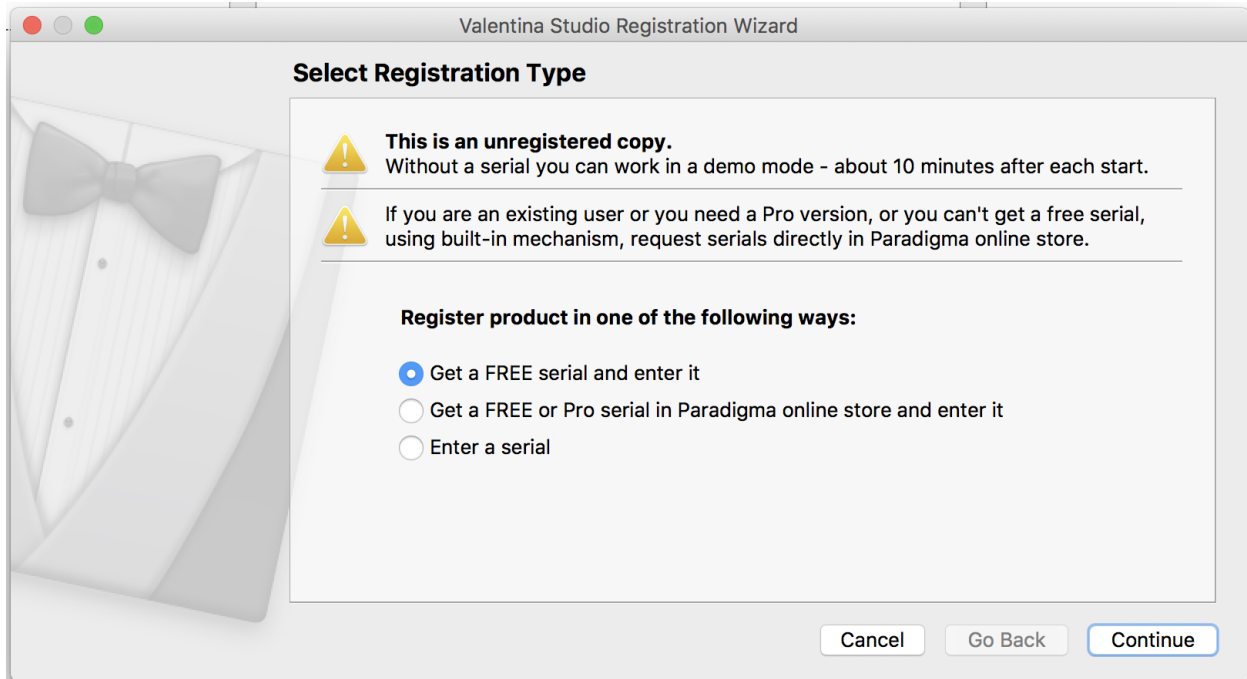 Valentina Studio Registration Wizard
Select Registration Type
This is an unregistered copy.
Without a serial you can work in a demo mode - about 10 minutes after each start.
If you are an existing user or you need a Pro version, or you can't get a free serial,
using built-in mechanism, request serials directly in Paradigma online store.
Register product in one of the following ways:
Get a FREE serial and enter it
Get a FREE or Pro serial in Paradigma online store and enter it
Enter a serial
Cancel Go Back Continue